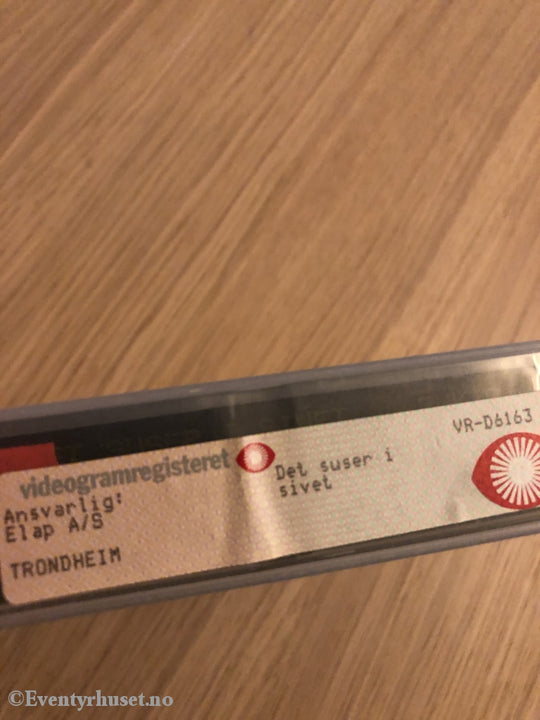 videogramregisteret
Ansvarlig:
Elap A/S
TRONDHEIM
Det suser i
sivet
VR-D6163
©Eventyrhuset.no